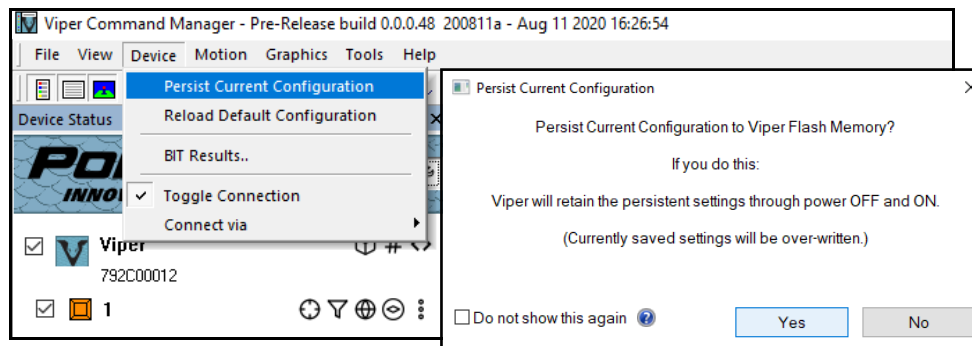 Viper Command Manager - Pre-Release build 0.0.0.48 200811a - Aug 11 2020 16:26:54
File View Device Motion Graphics Tools Help
Persist Current Configuration
Reload Default Configuration
BIT Results..
Toggle Connection
Connect via
Device Status
Viper
792C00012
1
Persist Current Configuration
Persist Current Configuration to Viper Flash Memory?
If you do this:
Viper will retain the persistent settings through power OFF and ON.
(Currently saved settings will be over-written.)
Do not show this again
Yes No